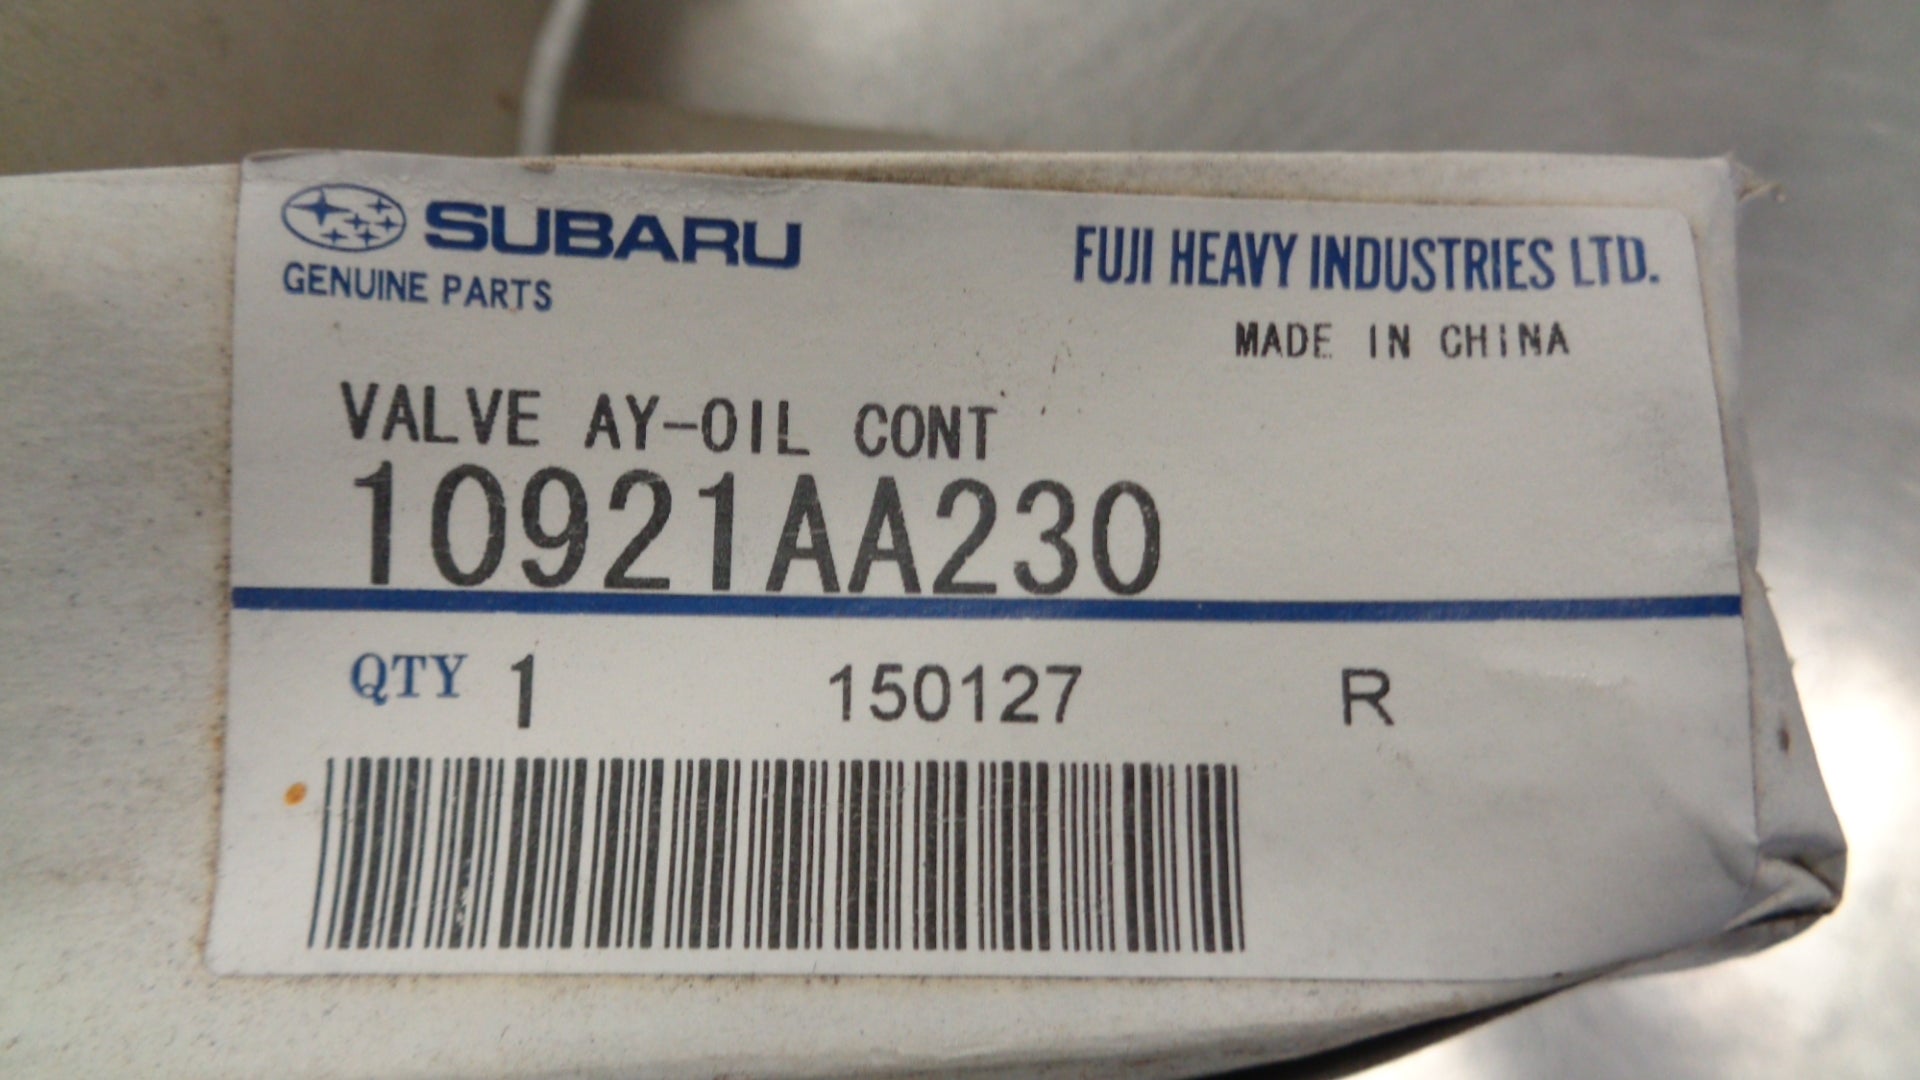 SUBARU
GENUINE PARTS
FUJI HEAVY INDUSTRIES LTD.
MADE IN CHINA
VALVE AY-OIL CONT
10921AA230
QTY 1 150127 R